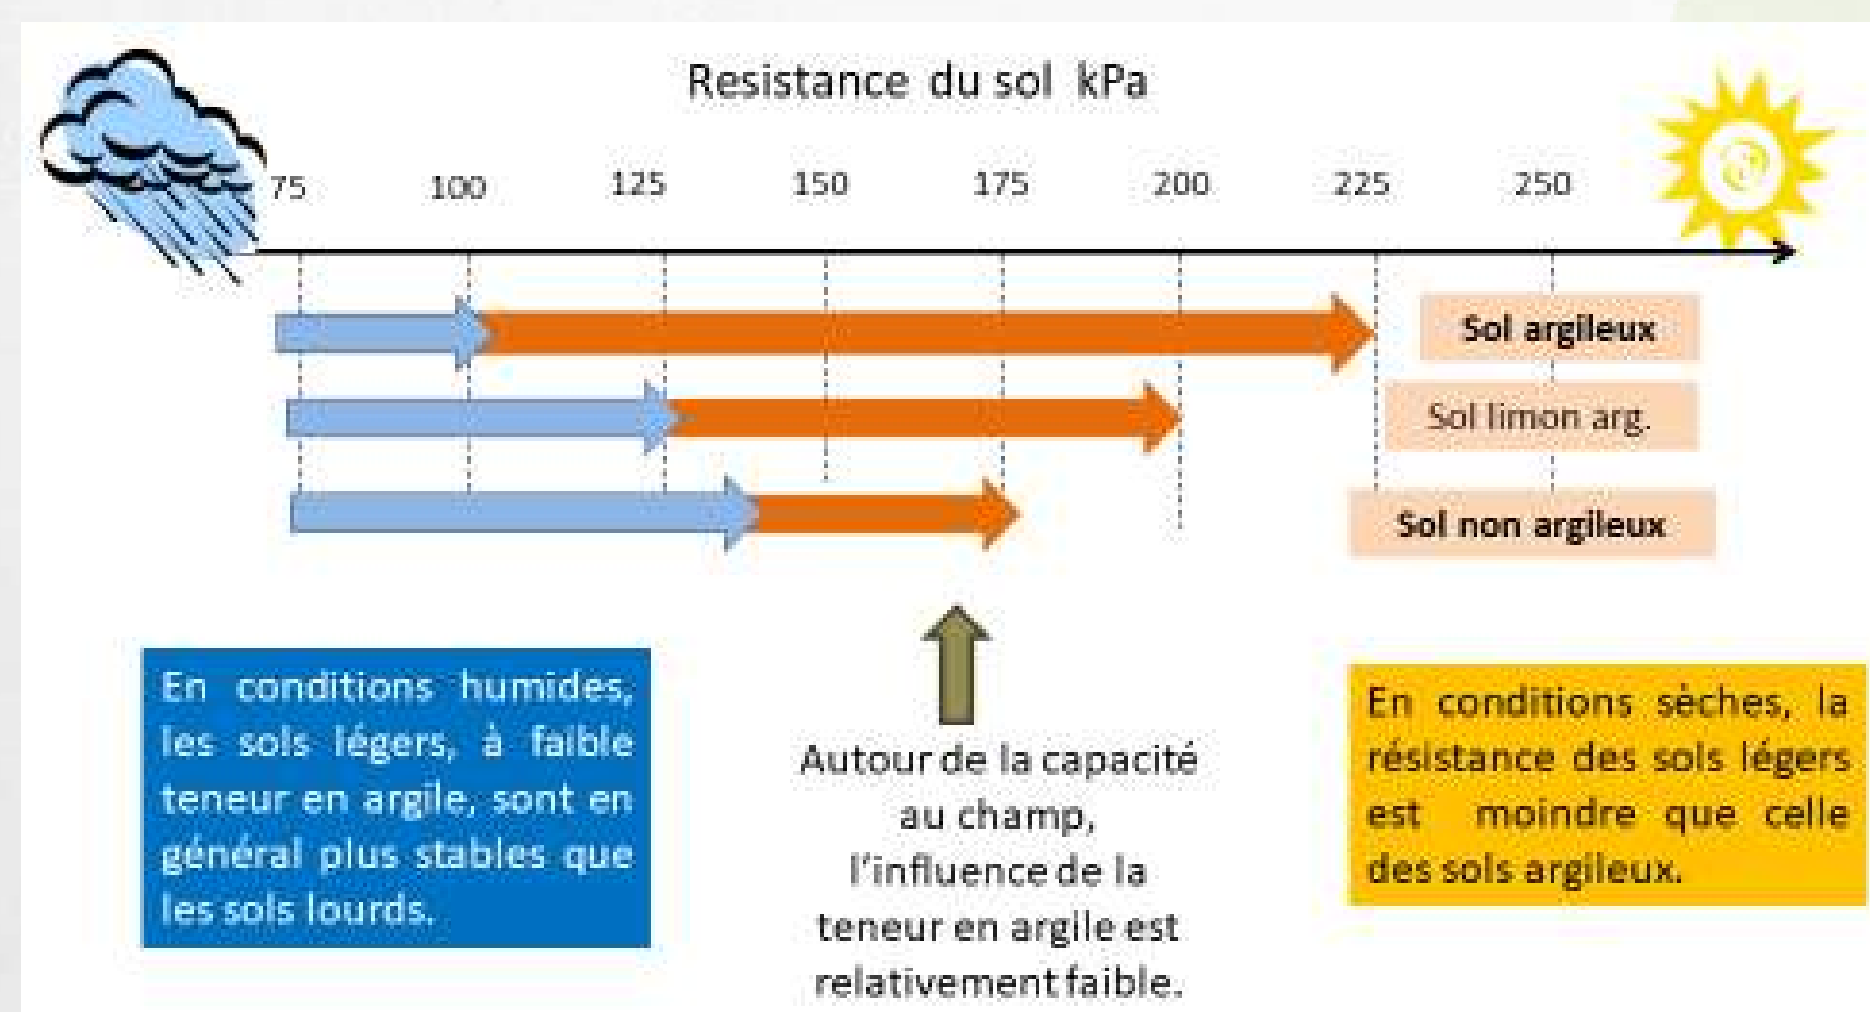 Resistance du sol kPa
75 100 125 150 175 200 225 250
Sol argileux
Sol limon arg.
Sol non argileux
En conditions humides,
les sols légers, à faible
teneur en argile, sont en
général plus stables que
les sols lourds.
Autour de la capacité
au champ,
l'influence de la
teneur en argile est
relativement faible.
En conditions sèches, la
résistance des sols légers
est moindre que celle
des sols argileux.